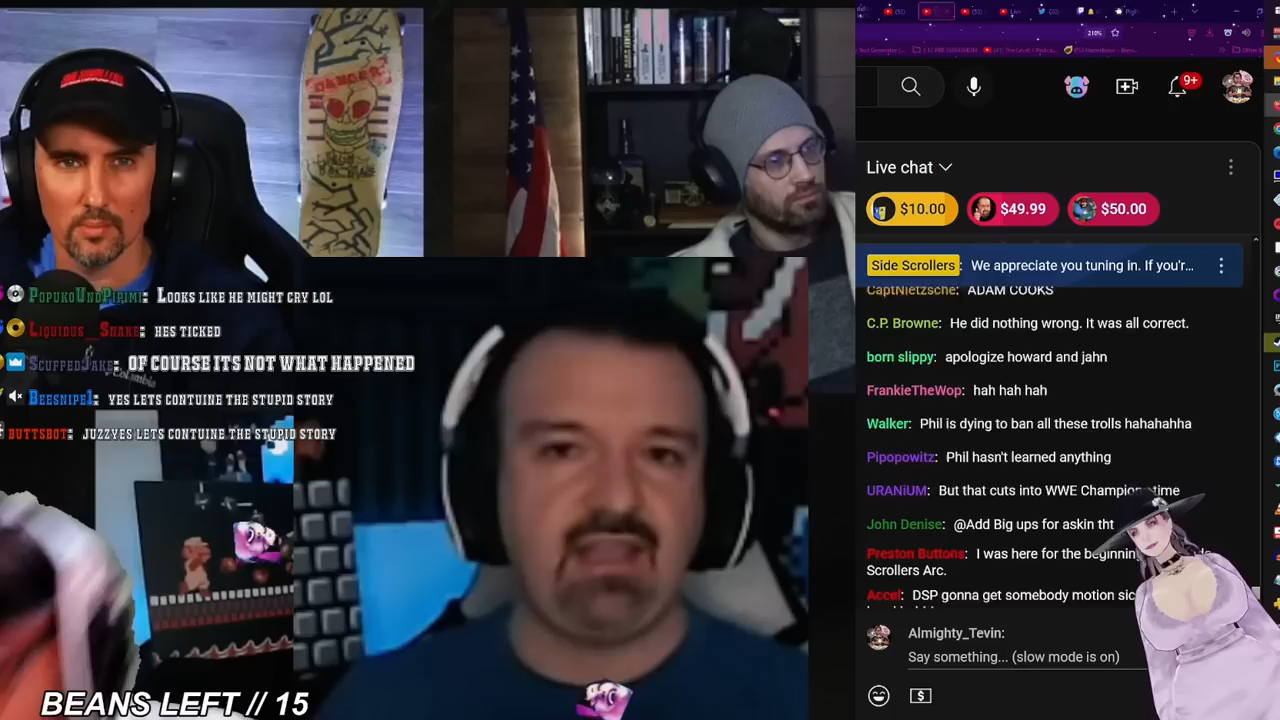 DANGER
PopukoUndPipimi: Looks like he might cry lol
Liquidus__Snake: hes ticked
ScuffedJake: OF COURSE ITS NOT WHAT HAPPENED
Beesnipe1: yes lets contuine the stupid story
buttsbot: juzzyes lets contuine the stupid story
BEANS LEFT // 15
210%
9+
Live chat
$10.00
$49.99
$50.00
Side Scrollers: We appreciate you tuning in. If you'r...
CaptNietzsche: ADAM COOKS
C.P. Browne: He did nothing wrong. It was all correct.
born slippy: apologize howard and jahn
FrankieTheWop: hah hah hah
Walker: Phil is dying to ban all these trolls hahahahha
Pipopowitz: Phil hasn't learned anything
URANiUM: But that cuts into WWE Champion time
John Denise: @Add Big ups for askin tht
Preston Buttons: I was here for the beginnin
Scrollers Arc.
Accel: DSP gonna get somebody motion sic
Almighty_Tevin:
Say something... (slow mode is on)